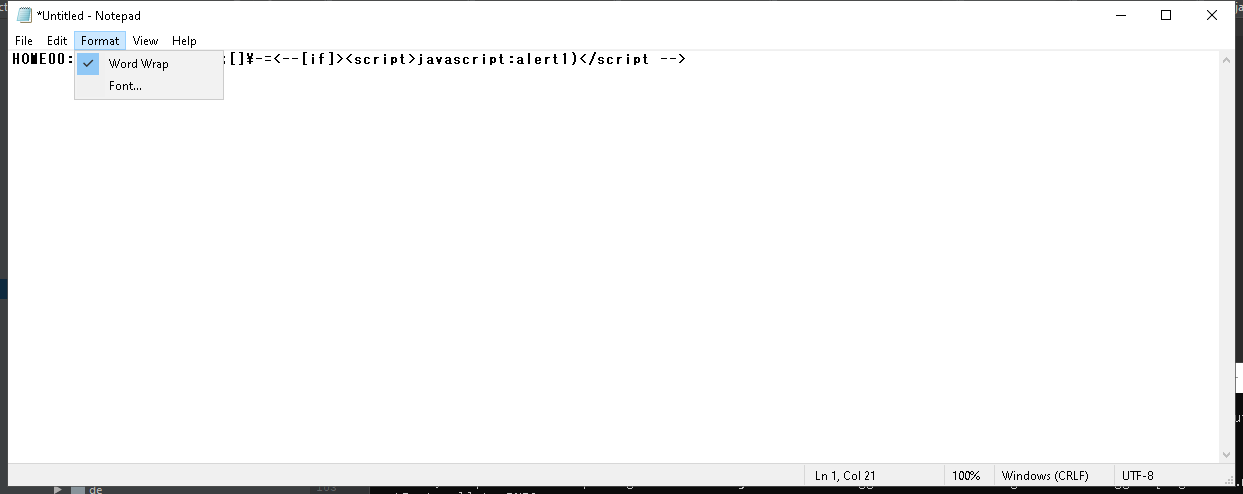 *Untitled - Notepad
File Edit Format View Help
HOMEOO: ;[]¥-=<--[if]><script>javascript:alert1)</script -->
Word Wrap
Font...
Ln 1, Col 21 100% Windows (CRLF) UTF-8
de